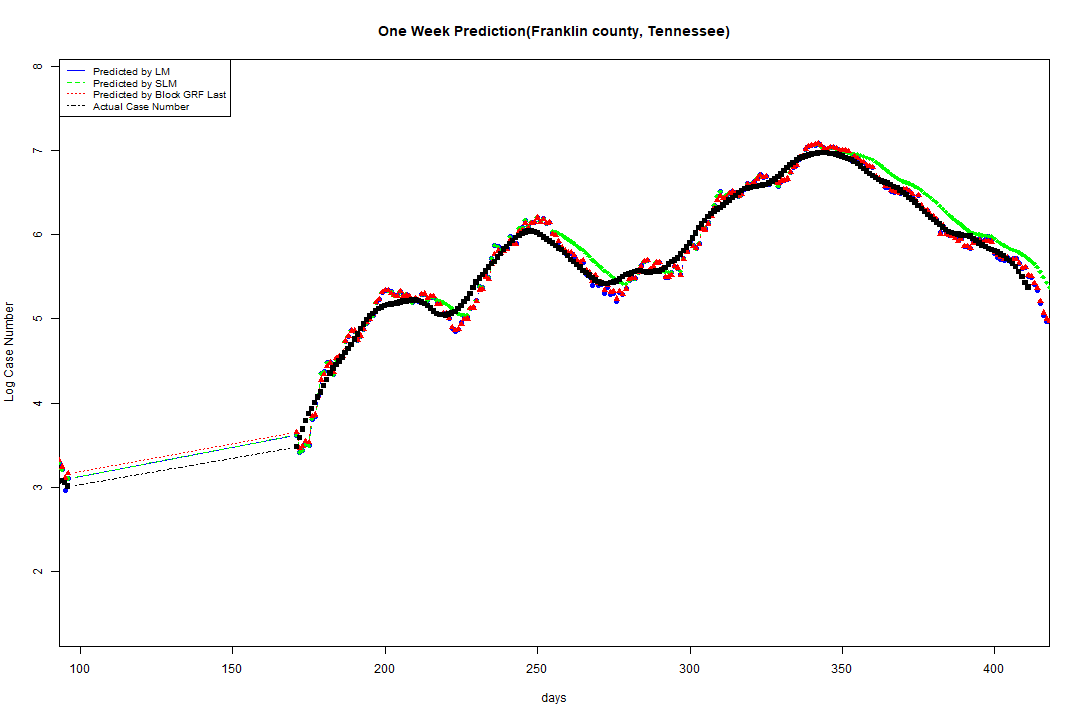 One Week Prediction(Franklin county, Tennessee)
Predicted by LM
Predicted by SLM
Predicted by Block GRF Last
Actual Case Number
8
7
6
5
4
3
2
Log Case Number
100 150 200 250 300 350 400
days